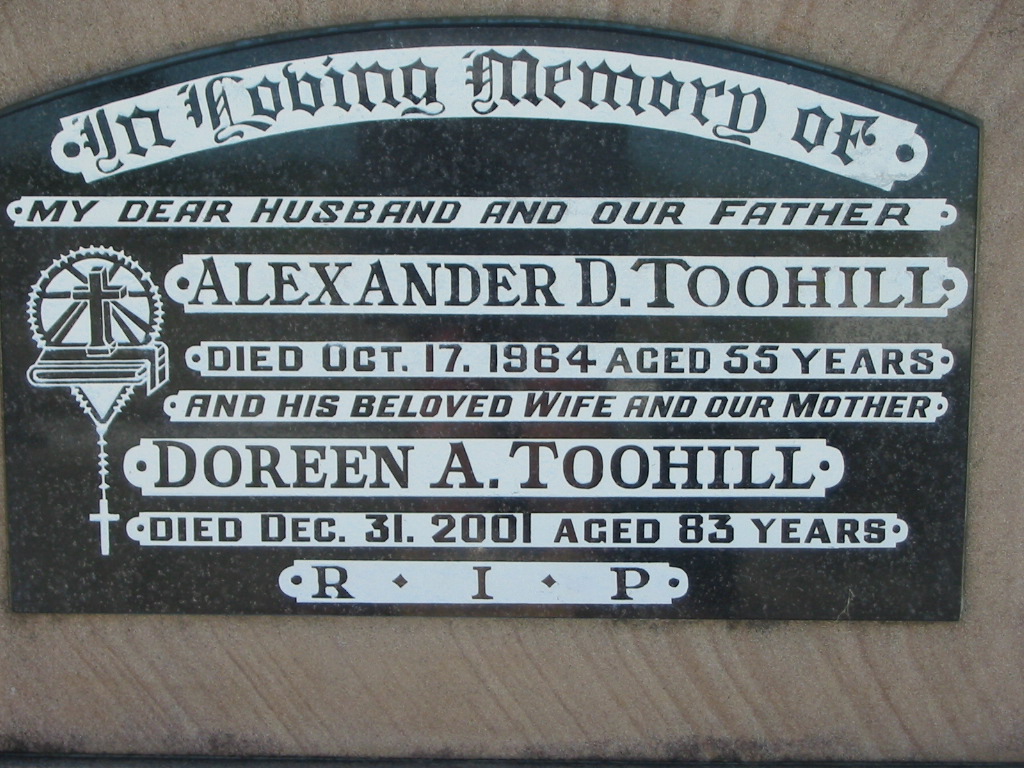 In Loving Memory OF
MY DEAR HUSBAND AND OUR FATHER
ALEXANDER D. TOOHILL
DIED OCT. 17. 1964 AGED 55 YEARS
AND HIS BELOVED WIFE AND OUR MOTHER
DOREEN A. TOOHILL
DIED DEC. 31. 2001 AGED 83 YEARS
R · I · P